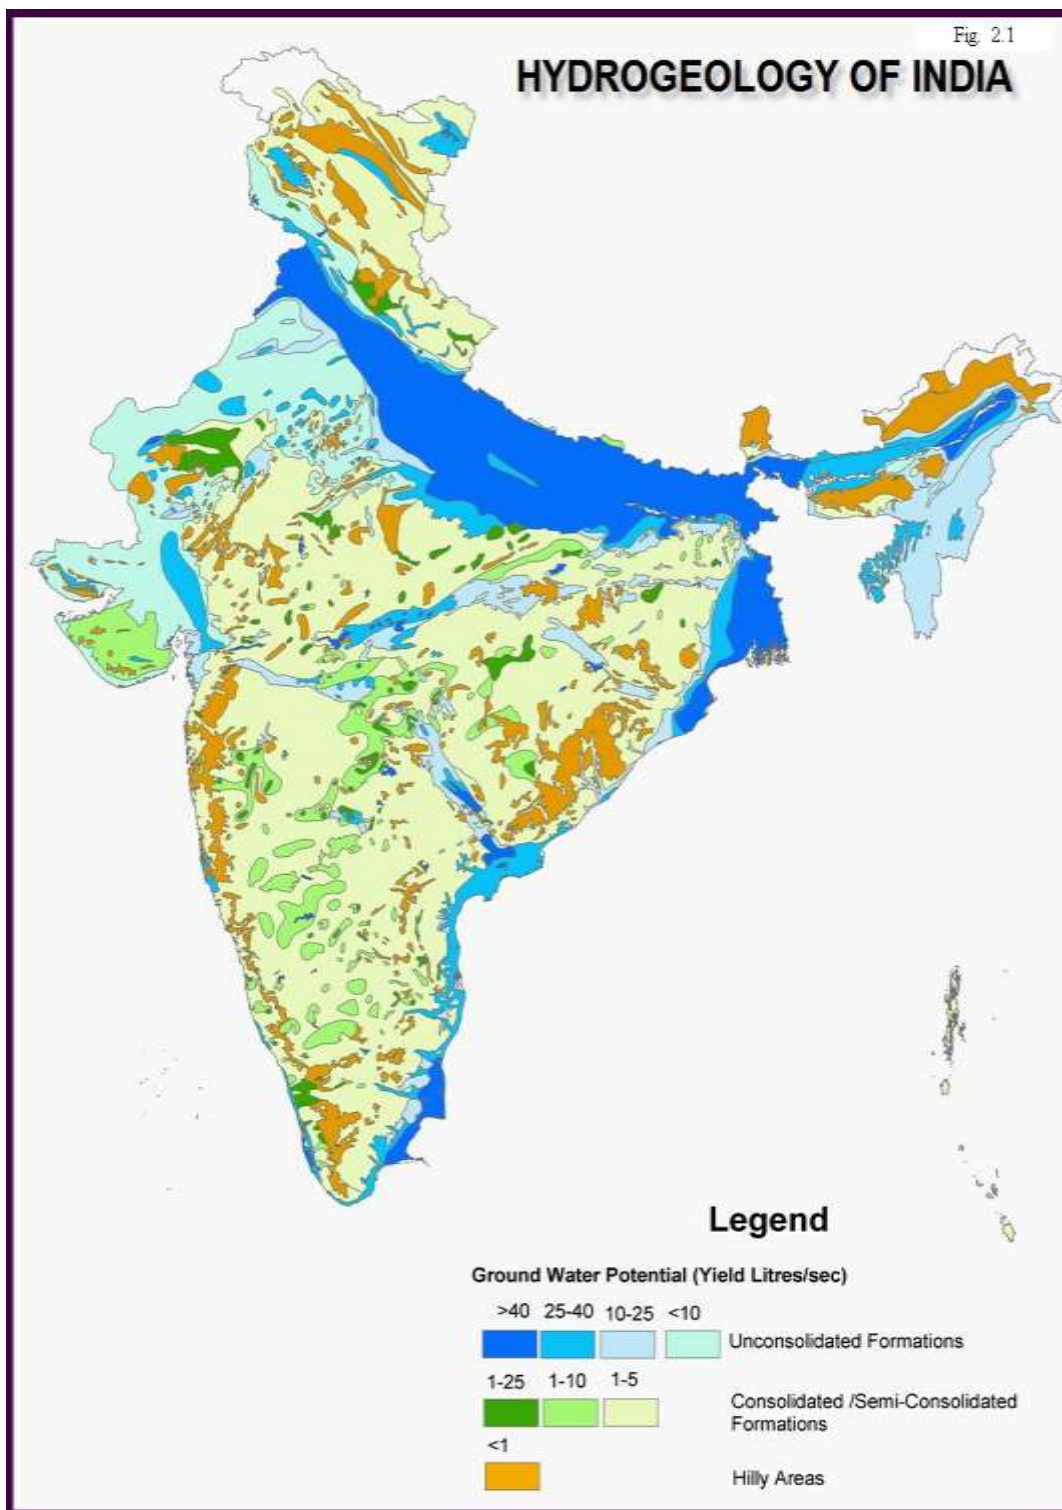 Fig. 2.1
HYDROGEOLOGY OF INDIA
Legend
Ground Water Potential (Yield Litres/sec)
>40 25-40 10-25 <10
Unconsolidated Formations
1-25 1-10 1-5
Consolidated /Semi-Consolidated
Formations
<1
Hilly Areas